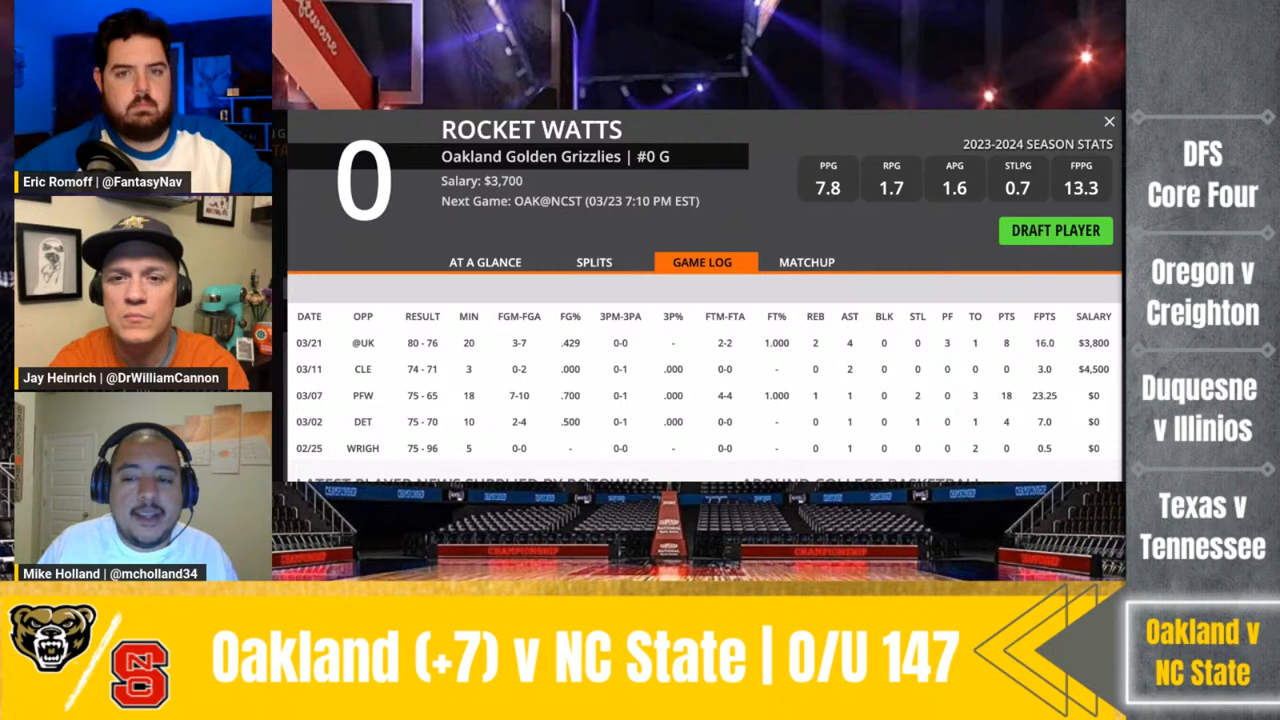 Eric Romoff | @FantasyNav
Jay Heinrich | @DrWilliamCannon
Mike Holland | @mcholland34
0
ROCKET WATTS
Oakland Golden Grizzlies | #0 G
Salary: $3,700
Next Game: OAK@NCST (03/23 7:10 PM EST)
2023-2024 SEASON STATS
PPG RPG APG STLPG FPPG
7.8 1.7 1.6 0.7 13.3
DRAFT PLAYER
AT A GLANCE SPLITS GAME LOG MATCHUP
DATE OPP RESULT MIN FGM-FGA FG% 3PM-3PA 3P% FTM-FTA FT% REB AST BLK STL PF TO PTS FPTS SALARY
03/21 @UK 80 - 76 20 3-7 .429 0-0 - 2-2 1.000 2 4 0 0 3 1 8 16.0 $3,800
03/11 CLE 74 - 71 3 0-2 .000 0-1 .000 0-0 - 0 2 0 0 0 0 0 3.0 $4,500
03/07 PFW 75 - 65 18 7-10 .700 0-1 .000 4-4 1.000 1 1 0 2 0 3 18 23.25 $0
03/02 DET 75 - 70 10 2-4 .500 0-1 .000 0-0 - 0 1 0 1 0 1 4 7.0 $0
02/25 WRIGH 75 - 96 5 0-0 - 0-0 - 0-0 - 0 1 0 0 0 2 0 0.5 $0
LATEST PLAYER NEWS SUPPLIED BY ROTOWIRE AROUND COLLEGE BASKETBALL
CHAMPIONSHIP CHAMPIONSHIP
DFS
Core Four
Oregon v
Creighton
Duquesne
v Illinios
Texas v
Tennessee
Oakland v
NC State
Oakland (+7) v NC State | O/U 147